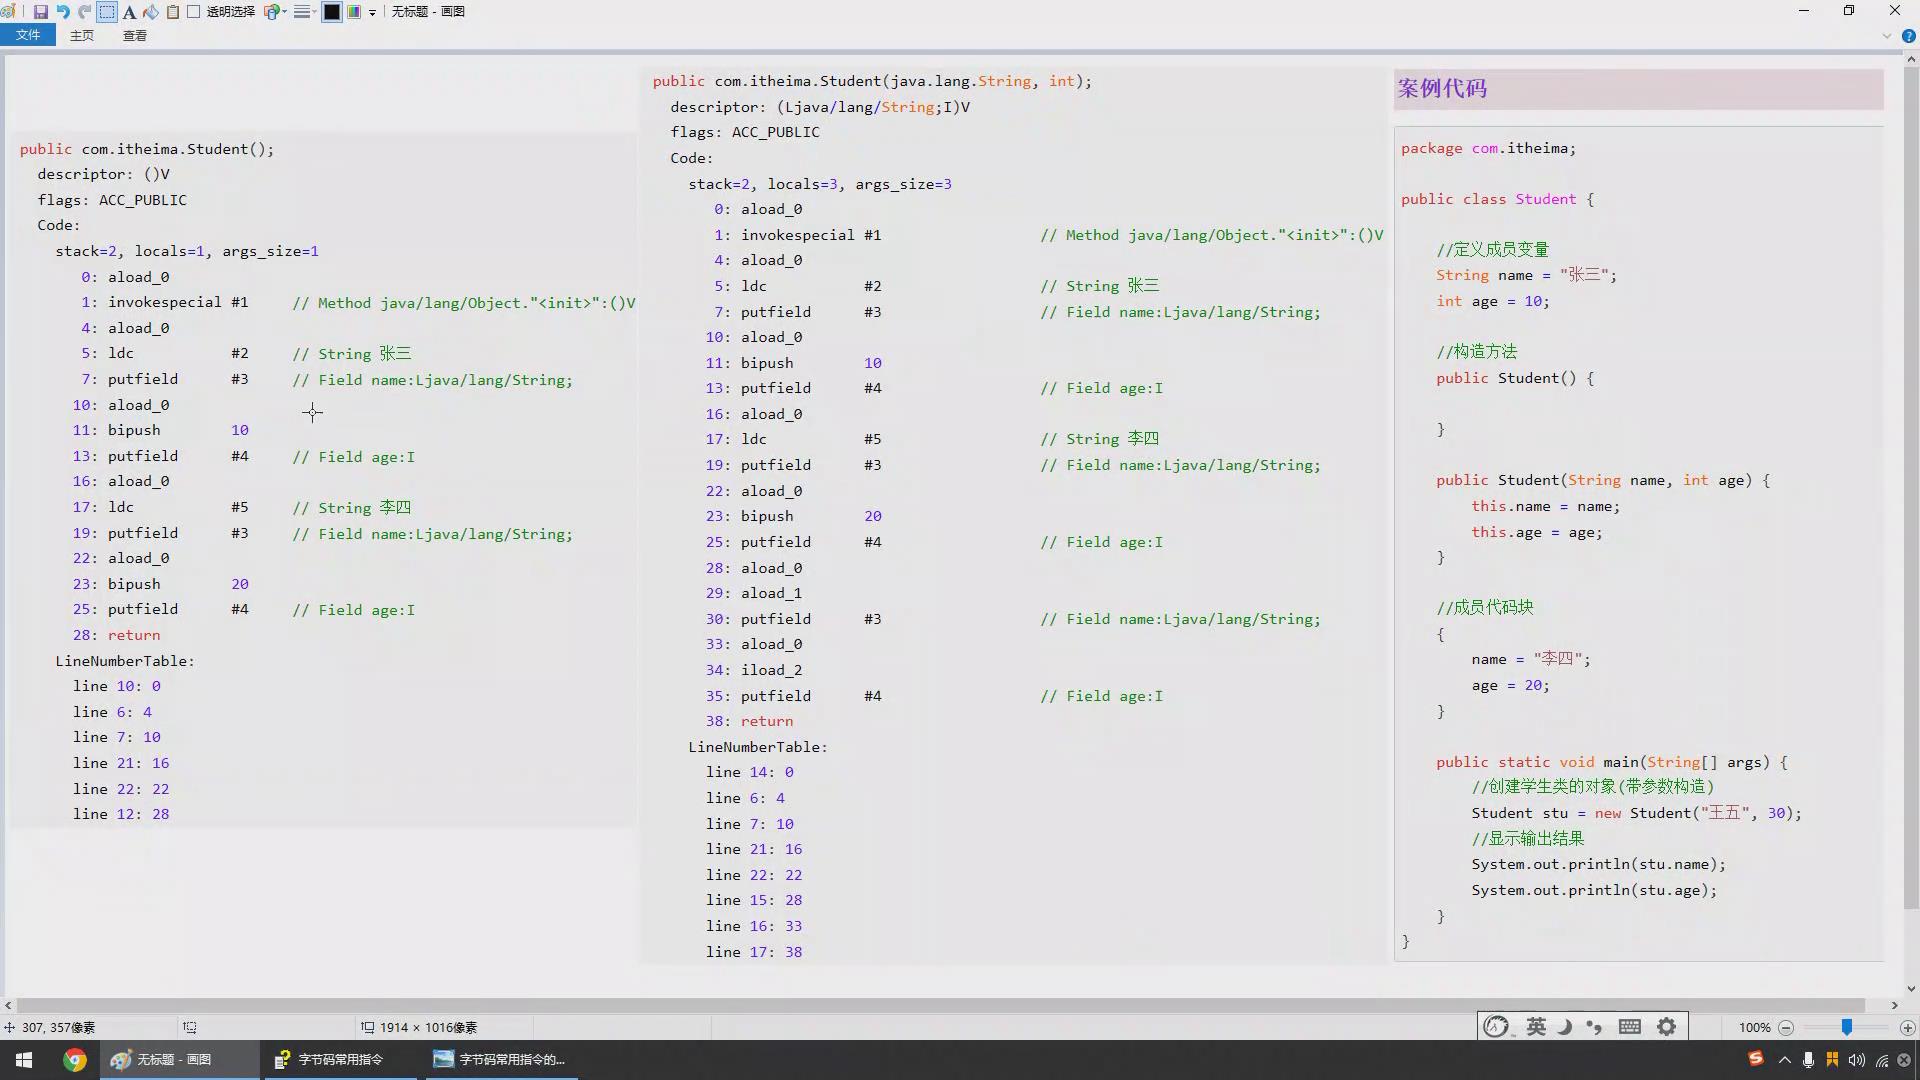 透明选择
无标题 - 画图
文件
主页
查看
public com.itheima.Student();
descriptor: ()V
flags: ACC_PUBLIC
Code:
stack=2, locals=1, args_size=1
0: aload_0
1: invokespecial #1 // Method java/lang/Object."<init>":()V
4: aload_0
5: ldc #2 // String 张三
7: putfield #3 // Field name:Ljava/lang/String;
10: aload_0
11: bipush 10
13: putfield #4 // Field age:I
16: aload_0
17: ldc #5 // String 李四
19: putfield #3 // Field name:Ljava/lang/String;
22: aload_0
23: bipush 20
25: putfield #4 // Field age:I
28: return
LineNumberTable:
line 10: 0
line 6: 4
line 7: 10
line 21: 16
line 22: 22
line 12: 28
public com.itheima.Student(java.lang.String, int);
descriptor: (Ljava/lang/String;I)V
flags: ACC_PUBLIC
Code:
stack=2, locals=3, args_size=3
0: aload_0
1: invokespecial #1 // Method java/lang/Object."<init>":()V
4: aload_0
5: ldc #2 // String 张三
7: putfield #3 // Field name:Ljava/lang/String;
10: aload_0
11: bipush 10
13: putfield #4 // Field age:I
16: aload_0
17: ldc #5 // String 李四
19: putfield #3 // Field name:Ljava/lang/String;
22: aload_0
23: bipush 20
25: putfield #4 // Field age:I
28: aload_0
29: aload_1
30: putfield #3 // Field name:Ljava/lang/String;
33: aload_0
34: iload_2
35: putfield #4 // Field age:I
38: return
LineNumberTable:
line 14: 0
line 6: 4
line 7: 10
line 21: 16
line 22: 22
line 15: 28
line 16: 33
line 17: 38
案例代码
package com.itheima;
public class Student {
//定义成员变量
String name = "张三";
int age = 10;
//构造方法
public Student() {
}
public Student(String name, int age) {
this.name = name;
this.age = age;
}
//成员代码块
{
name = "李四";
age = 20;
}
public static void main(String[] args) {
//创建学生类的对象(带参数构造)
Student stu = new Student("王五", 30);
//显示输出结果
System.out.println(stu.name);
System.out.println(stu.age);
}
}
307, 357像素
1914 × 1016像素
英
100%
无标题 - 画图
字节码常用指令
字节码常用指令的...